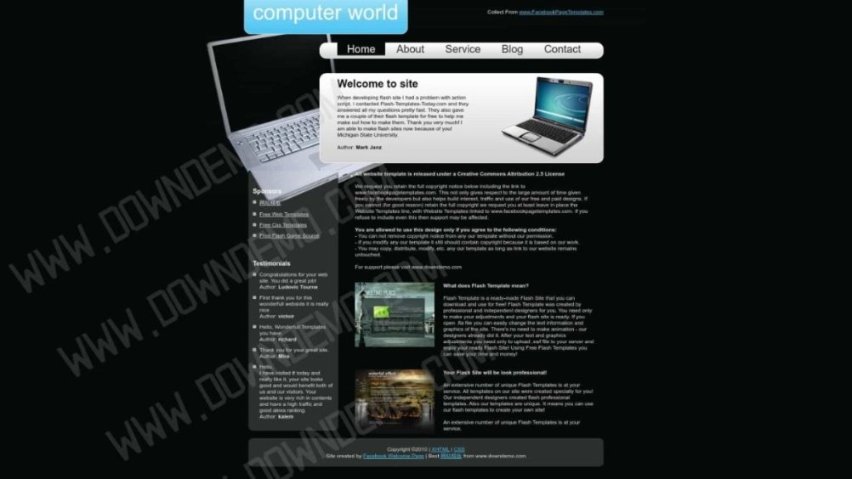 computer world
Collect From www.FacebookPageTemplates.com
Home About Service Blog Contact
Welcome to site
When developing flash site I had a problem with action
script. I contacted Flash-Templates-Today.com and they
answered all my questions pretty fast. They also gave
me a couple of their flash template for free to help me
make out how to make them. Thank you very much! I
am able to make flash sites now because of you!
Michigan State University
Author: Mark Janz
website template is released under a Creative Commons Attribution 2.5 License
We request you retain the full copyright notice below including the link to
www.facebookpagetemplates.com. This not only gives respect to the large amount of time given
freely by the developers but also helps build interest, traffic and use of our free and paid designs. If
you cannot (for good reason) retain the full copyright we request you at least leave in place the
Website Templates line, with Website Templates linked to www.facebookpagetemplates.com. If you
refuse to include even this then support may be affected.
You are allowed to use this design only if you agree to the following conditions:
- You can not remove copyright notice from any our template without our permission.
- If you modify any our template it still should contain copyright because it is based on our work.
- You may copy, distribute, modify, etc. any our template as long as link to our website remains
untouched.
For support please visit www.downdemo.com
Sponsors
Free Web Templates
Free Css Templates
Free Flash Game Source
Testimonials
Congratulations for your web
site. You did a great job!
Author: Ludovic Tourne
First thank you for this
wonderful! website it is really
nice
Author: victor
Hello, Wonderful! Templates
you have.
Author: richard
Thank you for your great site.
Author: Mira
Hello
I have visited if today and
really like it. your site looks
good and would benefit both of
us and our visitors. Your
website is very rich in contents
and have a high traffic and
good alexa ranking.
Author: kalem
What does Flash Template mean?
Flash Template is a ready-made Flash Site that you can
download and use for free! Flash Template was created by
professional and independent designers for you. You need only
to make your adjustments and your flash site is ready. If you
open .fla file you can easily change the text information and
graphics of the site. There's no need to make animation - our
designers already did it. After your text and graphics
adjustments you need only to upload .swf file to your server and
enjoy your ready Flash Site! Using Free Flash Templates you
can save your time and money!
Your Flash Site will be look professional!
An extensive number of unique Flash Templates is at your
service. All templates on our site were created specially for you!
Our independent designers created flash professional
templates. Also our templates are unique. It means you can use
our flash templates to create your own site!
An extensive number of unique Flash Templates is at your
service.
Copyright ©2010 | XHTML | CSS
Site created by Facebook Welcome Page | Best from www.downdemo.com
WWW.DOWNDEMO.COM
WWW.DOWNDEMO.COM
WWW.DOWNDEMO.COM